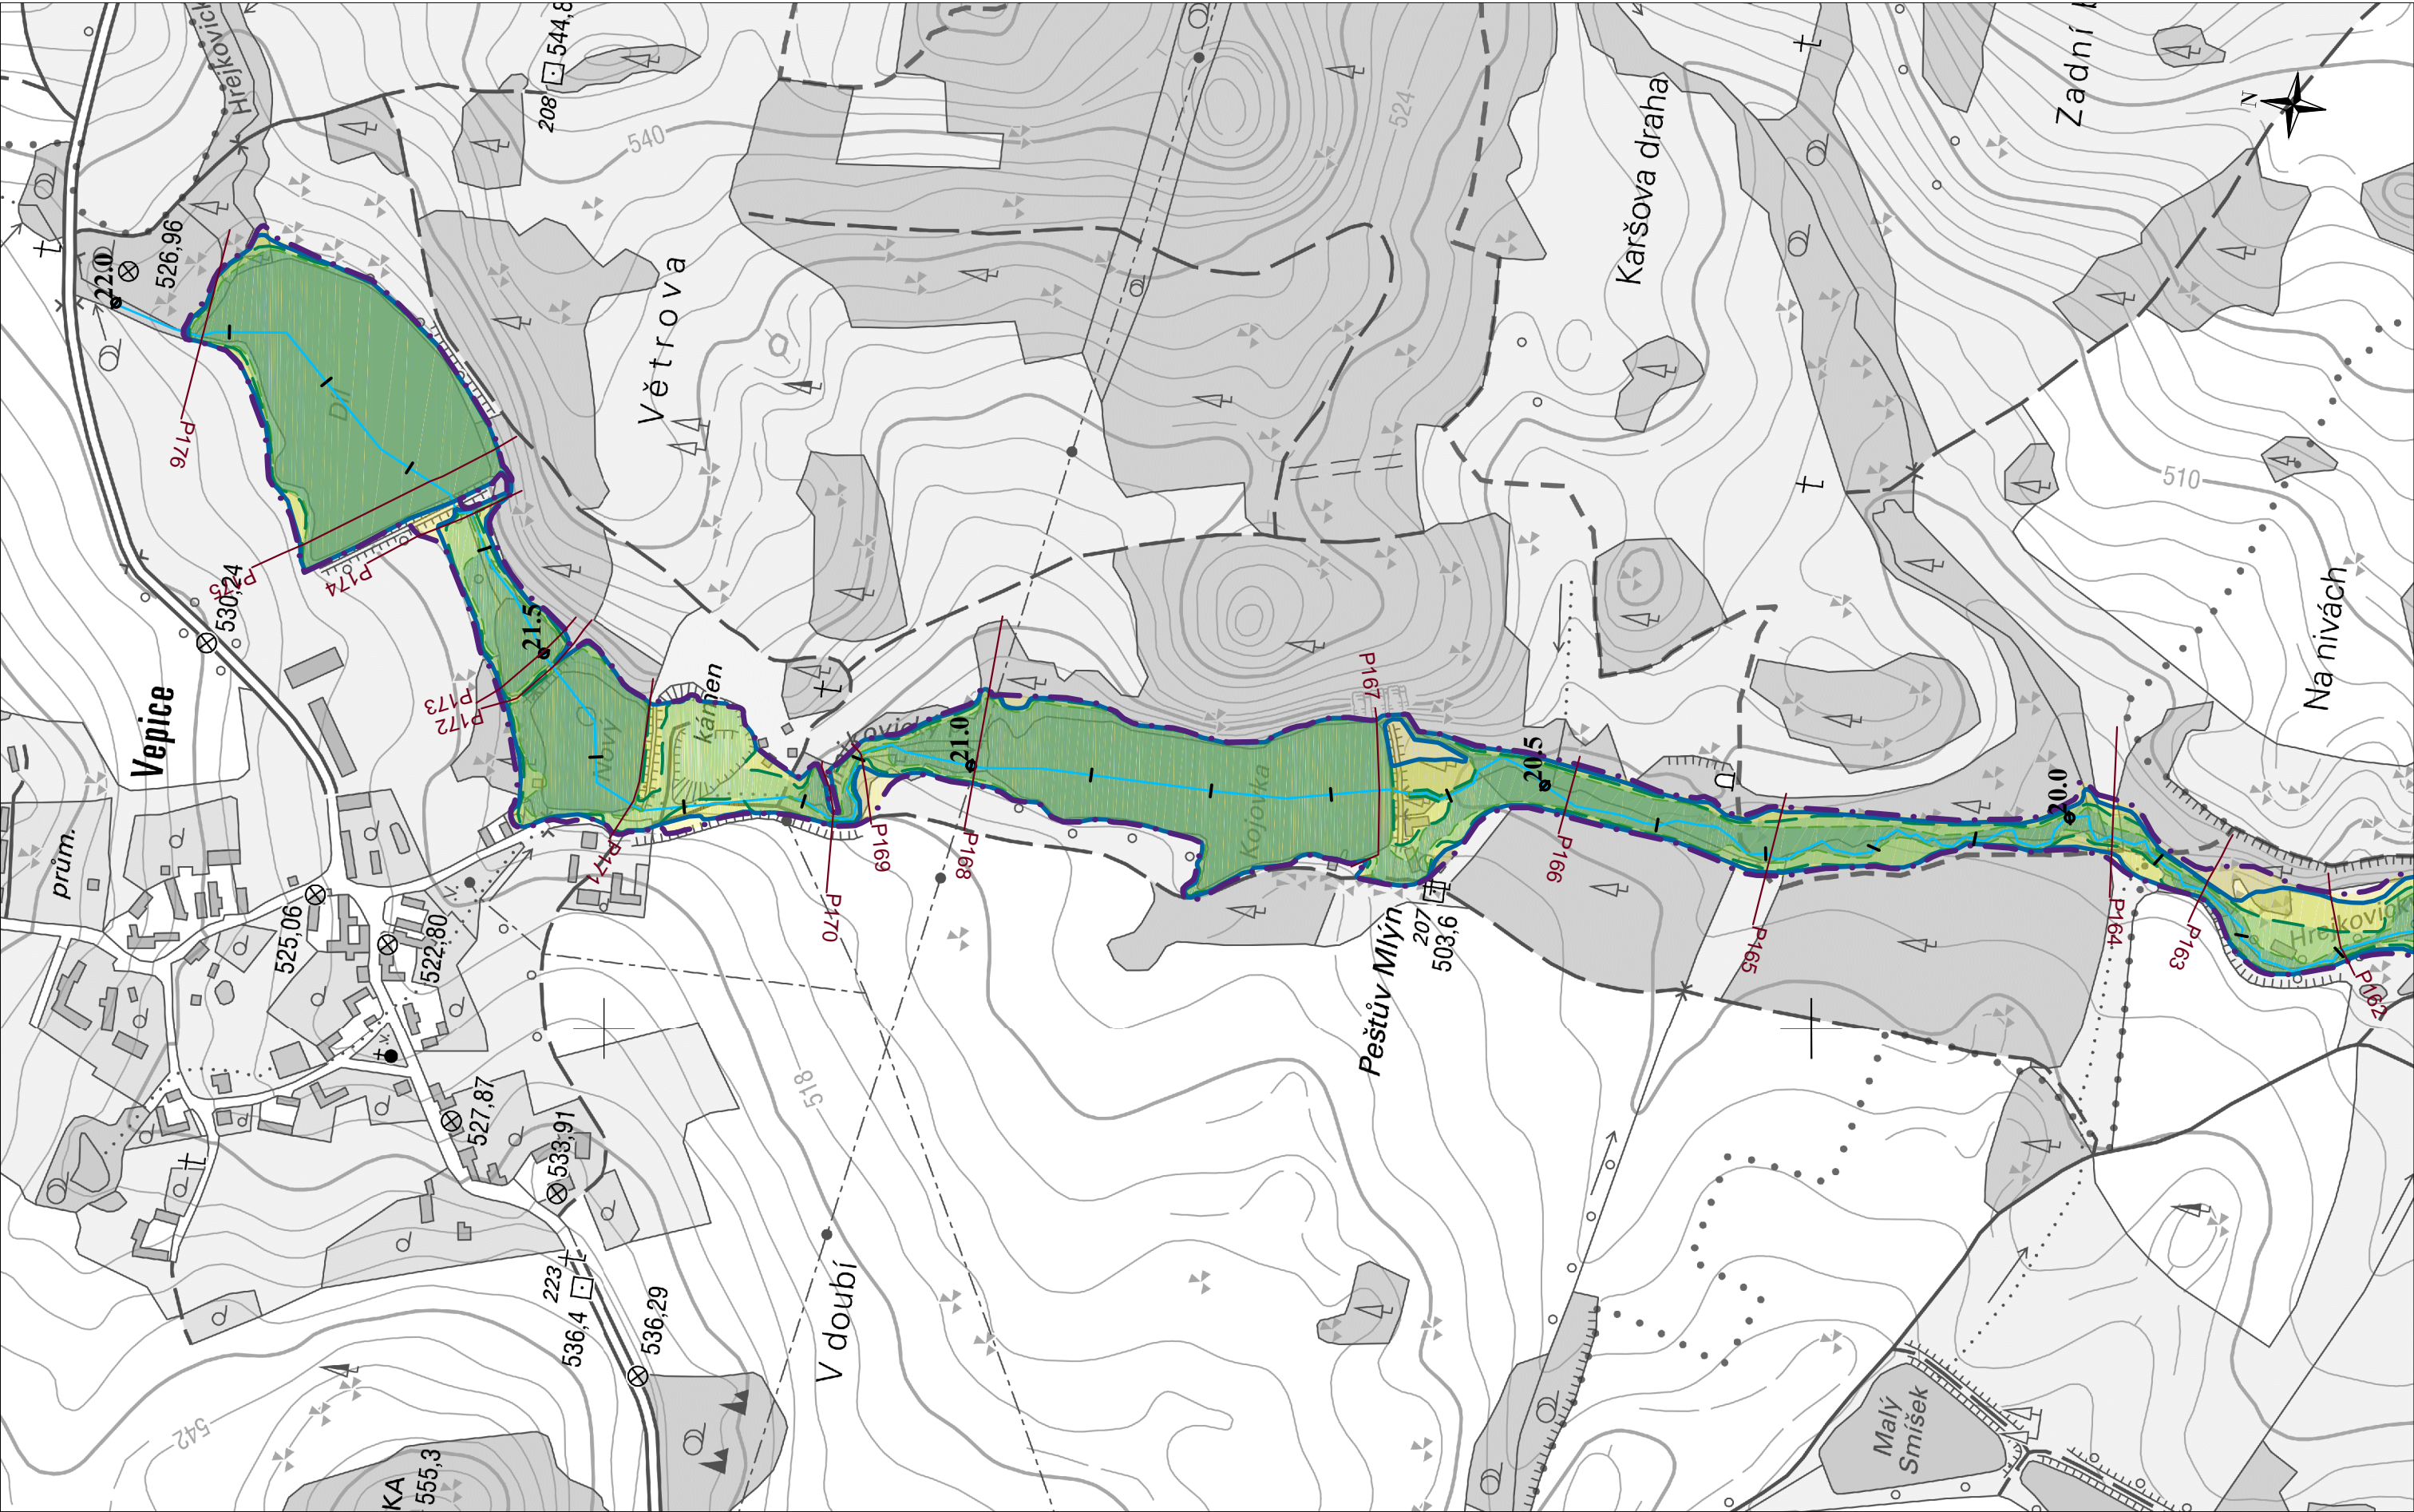 Hrejkovick
208
544,8
540
524
Karšova draha
Zadní
N
22.0
526,96
Větrova
P176
510
P175
P174
530,24
21.5
Na nivách
Vepice
P173
P172
kámen
P167
21.0
20.5
20.0
Kojovka
prům.
P171
P169
P168
P166
P170
525,06
522,80
v.
Peštův Mlýn
207
503,6
P165
P164
P163
Hrejkovick
P162
v.
518
527,87
533,91
223
536,4
536,29
V doubí
542
KA
555,3
Malý
Smíšek